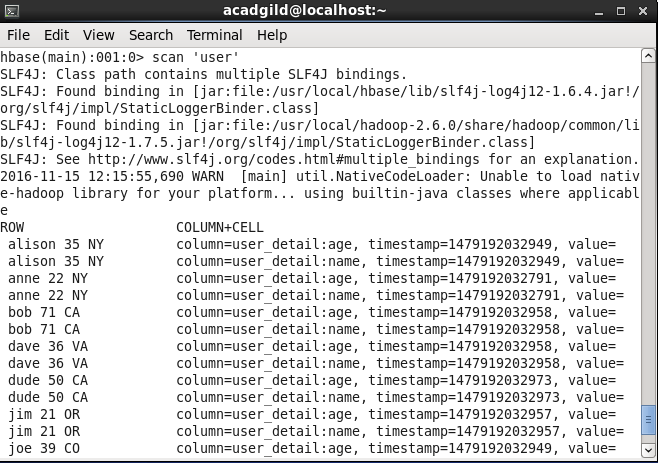 acadgild@localhost:~
File Edit View Search Terminal Help
hbase(main):001:0> scan 'user'
SLF4J: Class path contains multiple SLF4J bindings.
SLF4J: Found binding in [jar:file:/usr/local/hbase/lib/slf4j-log4j12-1.6.4.jar!/
org/slf4j/impl/StaticLoggerBinder.class]
SLF4J: Found binding in [jar:file:/usr/local/hadoop-2.6.0/share/hadoop/common/li
b/slf4j-log4j12-1.7.5.jar!/org/slf4j/impl/StaticLoggerBinder.class]
SLF4J: See http://www.slf4j.org/codes.html#multiple_bindings for an explanation.
2016-11-15 12:15:55,690 WARN  [main] util.NativeCodeLoader: Unable to load nativ
e-hadoop library for your platform... using builtin-java classes where applicabl
e
ROW COLUMN+CELL
alison 35 NY column=user_detail:age, timestamp=1479192032949, value=
alison 35 NY column=user_detail:name, timestamp=1479192032949, value=
anne 22 NY column=user_detail:age, timestamp=1479192032791, value=
anne 22 NY column=user_detail:name, timestamp=1479192032791, value=
bob 71 CA column=user_detail:age, timestamp=1479192032958, value=
bob 71 CA column=user_detail:name, timestamp=1479192032958, value=
dave 36 VA column=user_detail:age, timestamp=1479192032958, value=
dave 36 VA column=user_detail:name, timestamp=1479192032958, value=
dude 50 CA column=user_detail:age, timestamp=1479192032973, value=
dude 50 CA column=user_detail:name, timestamp=1479192032973, value=
jim 21 OR column=user_detail:age, timestamp=1479192032957, value=
jim 21 OR column=user_detail:name, timestamp=1479192032957, value=
joe 39 CO column=user_detail:age, timestamp=1479192032949, value=